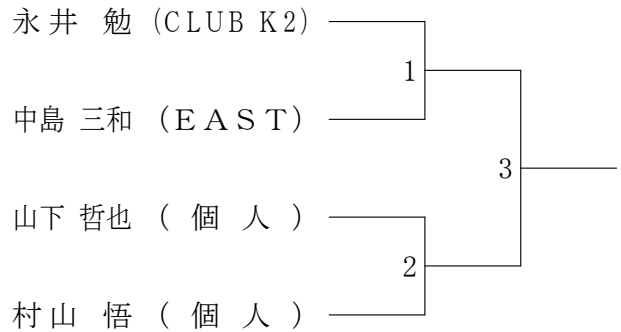 永井 勉 (CLUB K2)
1
中島 三和 (EAST)
3
山下 哲也 (個人)
2
村山 悟 (個人)